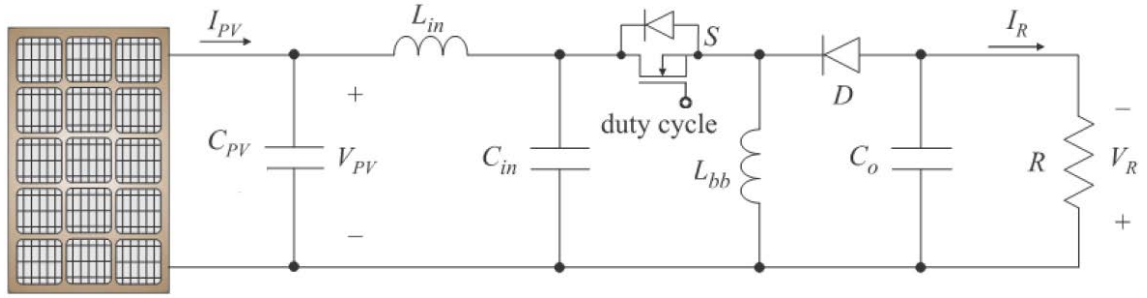 I_PV
L_in
S
I_R
+
D
−
duty cycle
C_PV
V_PV
C_in
L_bb
C_o
R
V_R
−
+